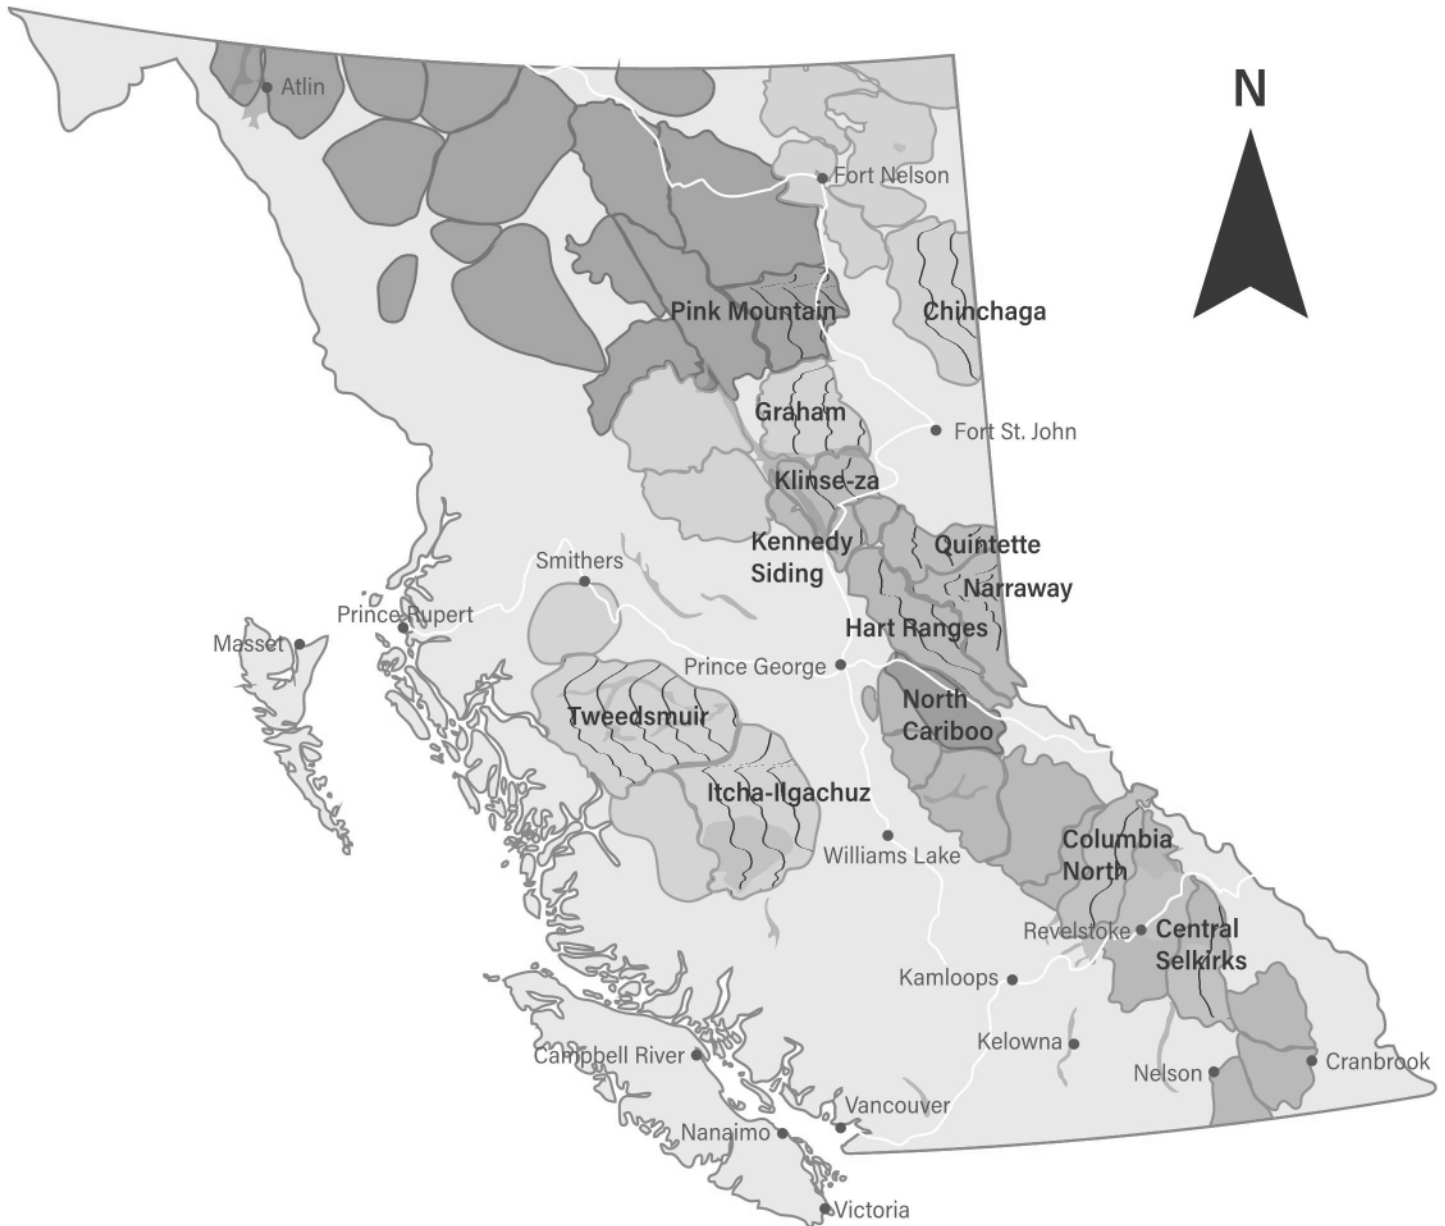 N
Atlin
Fort Nelson
Pink Mountain
Chinchaga
Graham
Fort St. John
Klinse-za
Kennedy
Siding
Quintette
Smithers
Narraway
Prince Rupert
Hart Ranges
Masset
Prince George
North
Cariboo
Tweedsmuir
Itcha-Ilgachuz
Columbia
North
Williams Lake
Revelstoke
Central
Selkirks
Kamloops
Kelowna
Campbell River
Cranbrook
Nelson
Vancouver
Nanaimo
Victoria